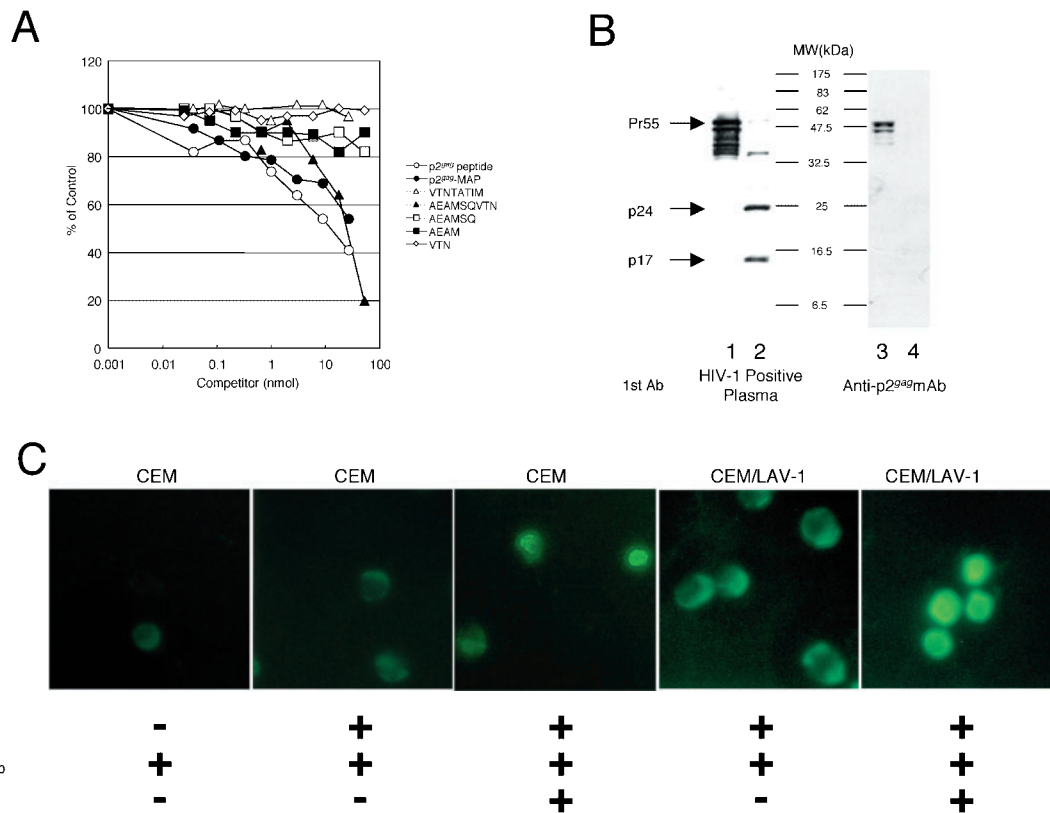 A
120
100
80
60
40
20
0
% of Control
0.001 0.01 0.1 1 10 100
Competitor (nmol)
p2gag peptide
p2gag-MAP
VTNTATIM
AEAMSQVTN
AEAMSQ
AEAM
VTN
B
MW(kDa)
175
83
62
47.5
32.5
25
16.5
6.5
Pr55
p24
p17
1 2 3 4
1st Ab
HIV-1 Positive
Plasma
Anti-p2gagmAb
C
CEM CEM CEM CEM/LAV-1 CEM/LAV-1
- + + + +
+ + + + +
- - + - +